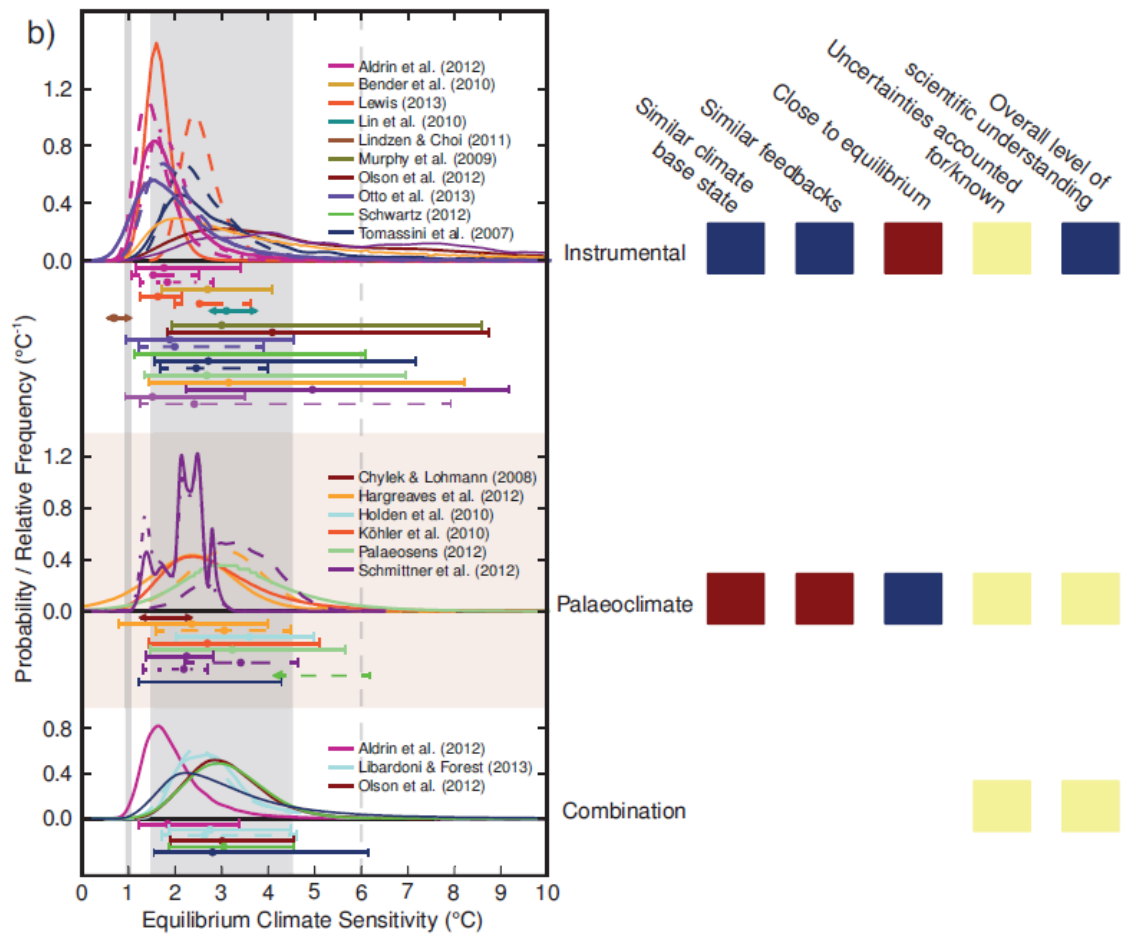 b)
Probability / Relative Frequency (°C⁻¹)
1.2
0.8
0.4
0.0
Aldrin et al. (2012)
Bender et al. (2010)
Lewis (2013)
Lin et al. (2010)
Lindzen & Choi (2011)
Murphy et al. (2009)
Olson et al. (2012)
Otto et al. (2013)
Schwartz (2012)
Tomassini et al. (2007)
1.2
0.8
0.4
0.0
Chylek & Lohmann (2008)
Hargreaves et al. (2012)
Holden et al. (2010)
Köhler et al. (2010)
Palaeosens (2012)
Schmittner et al. (2012)
0.8
0.4
0.0
Aldrin et al. (2012)
Libardoni & Forest (2013)
Olson et al. (2012)
0 1 2 3 4 5 6 7 8 9 10
Equilibrium Climate Sensitivity (°C)
Similar climate
base state
Similar feedbacks
Close to equilibrium
Uncertainties accounted
for/known
Overall level of
scientific understanding
Instrumental
Palaeoclimate
Combination